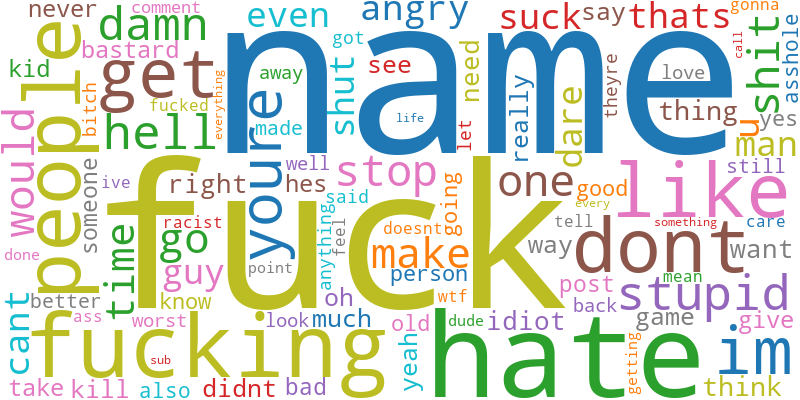 never
comment
damn
even
angry
suck
say
thats
gonna
bastard
got
asshole
kid
people
get
name
shut
see
need
really
theyre
love
call
shit
away
bitch
fucked
everything
thing
u
yes
hell
youre
made
life
let
dare
man
would
someone
ive
right
well
hes
stop
one
good
like
still
fuck
racist
said
going
every
something
care
go
anything
feel
doesnt
tell
dont
want
done
time
guy
point
make
way
mean
better
know
oh
person
wtf
post
back
stupid
cant
ass
worst
look
much
old
dude
idiot
game
give
fucking
hate
im
sub
yeah
getting
take
kill
also
didnt
bad
think